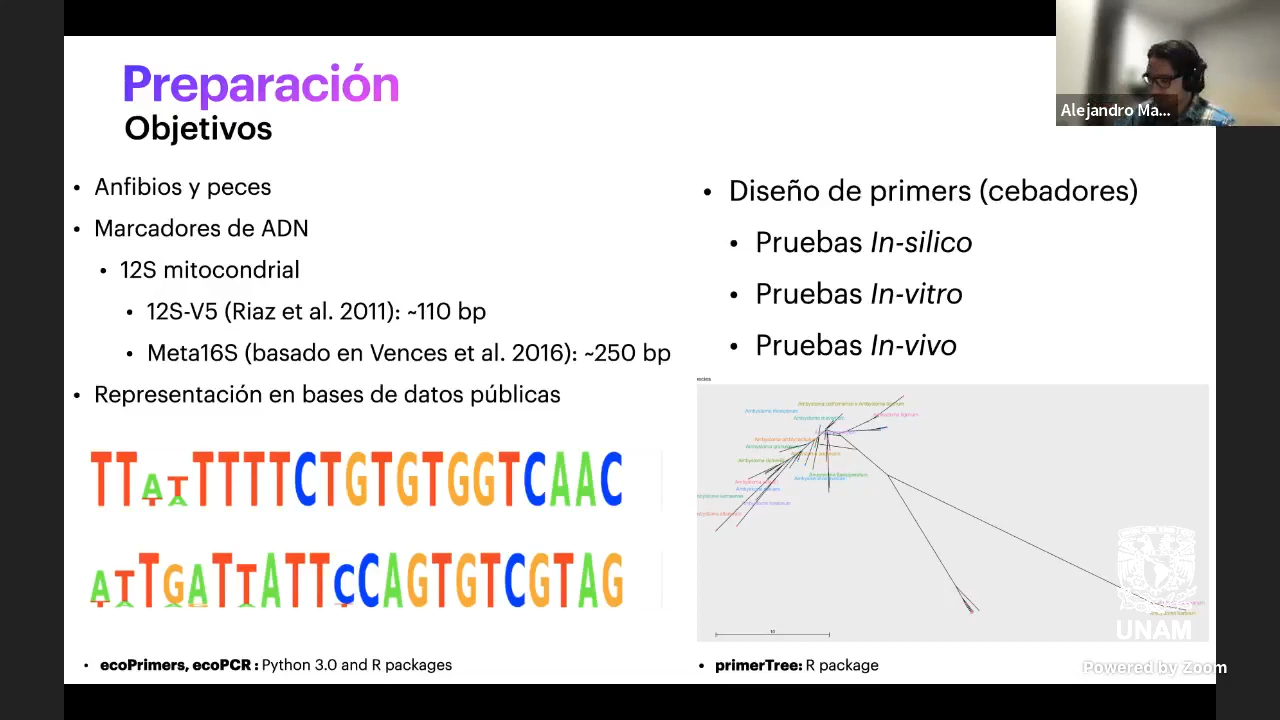 Preparación
Objetivos
Alejandro Ma...
• Anfibios y peces
• Marcadores de ADN
• 12S mitocondrial
• 12S-V5 (Riaz et al. 2011): ~110 bp
• Meta16S (basado en Vences et al. 2016): ~250 bp
• Representación en bases de datos públicas
TTATTTTTCTGTGTGGTCAAC
ATTGATTATTCCAGTGTCGTAG
• ecoPrimers, ecoPCR : Python 3.0 and R packages
• Diseño de primers (cebadores)
• Pruebas In-silico
• Pruebas In-vitro
• Pruebas In-vivo
UNAM
• primerTree: R package
Powered by Zoom